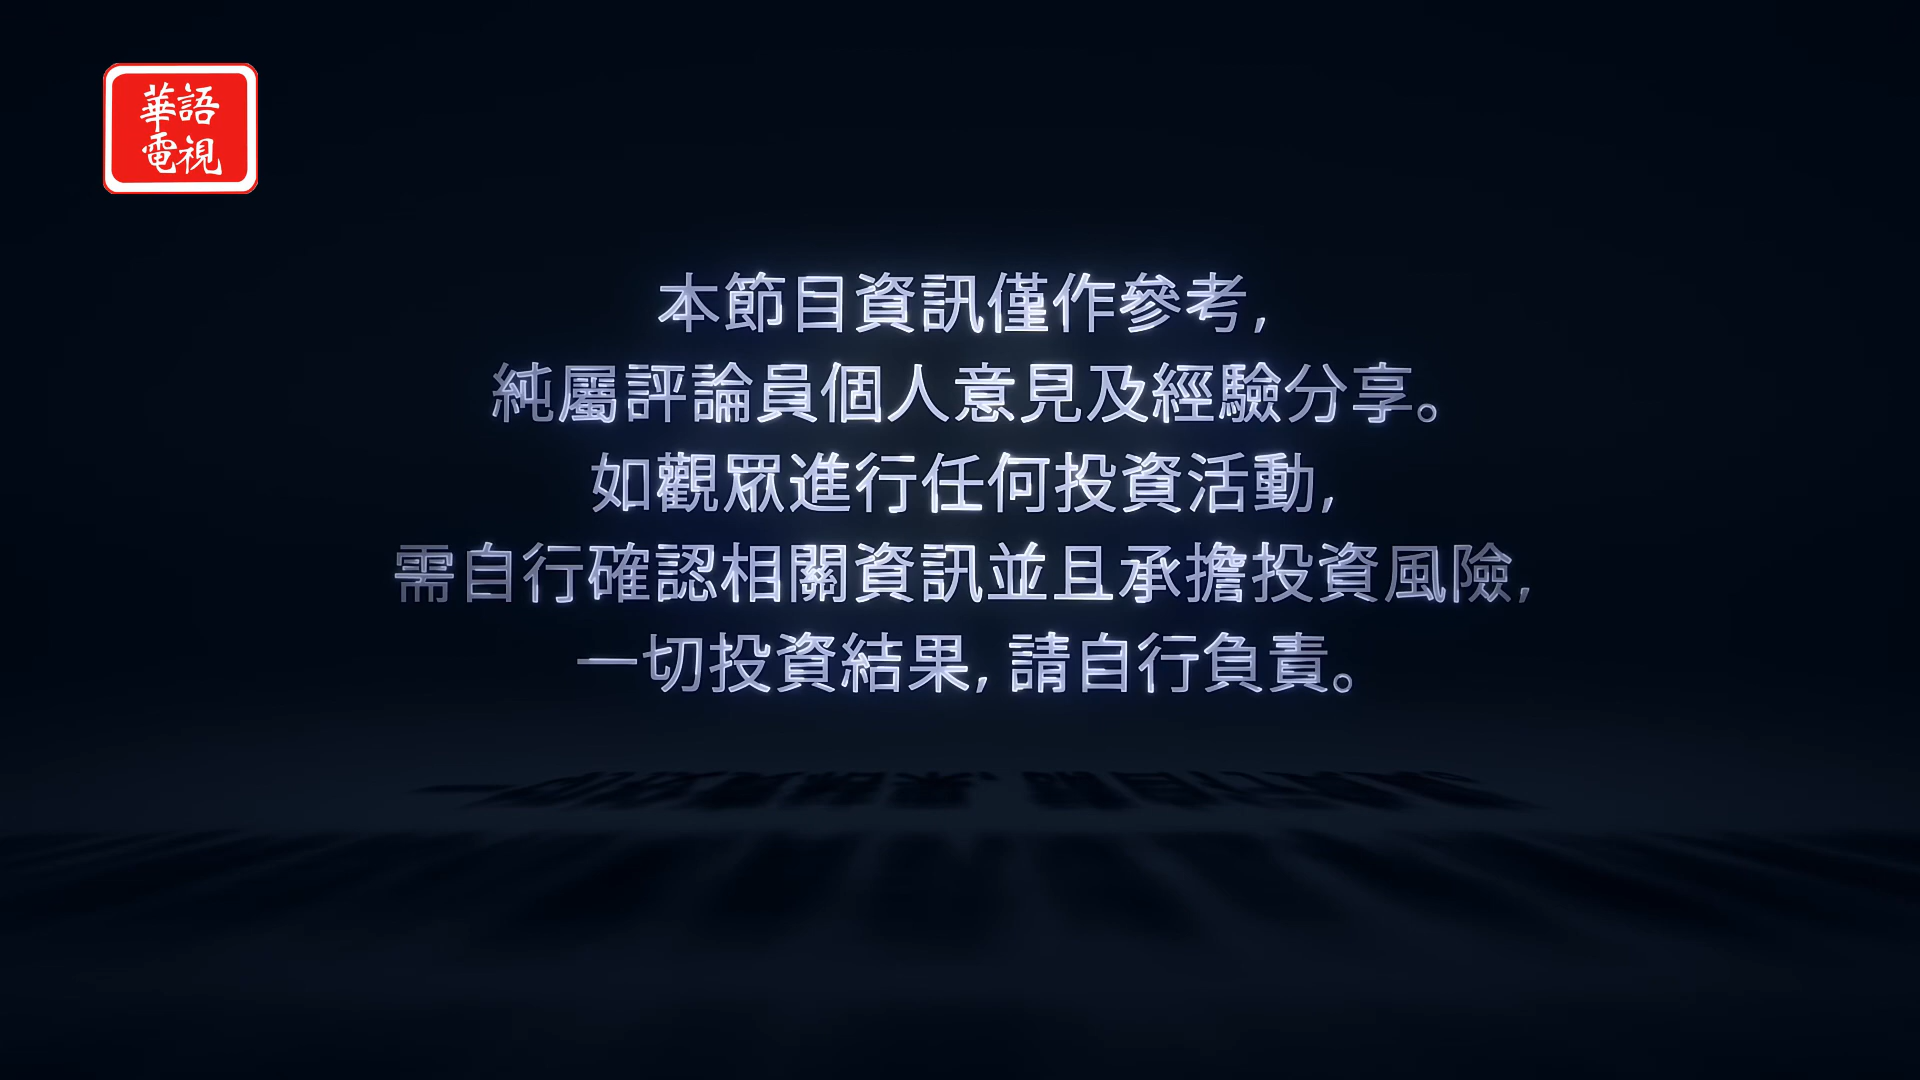 華語
電視
本節目資訊僅作參考,
純屬評論員個人意見及經驗分享。
如觀眾進行任何投資活動,
需自行確認相關資訊並且承擔投資風險,
一切投資結果, 請自行負責。